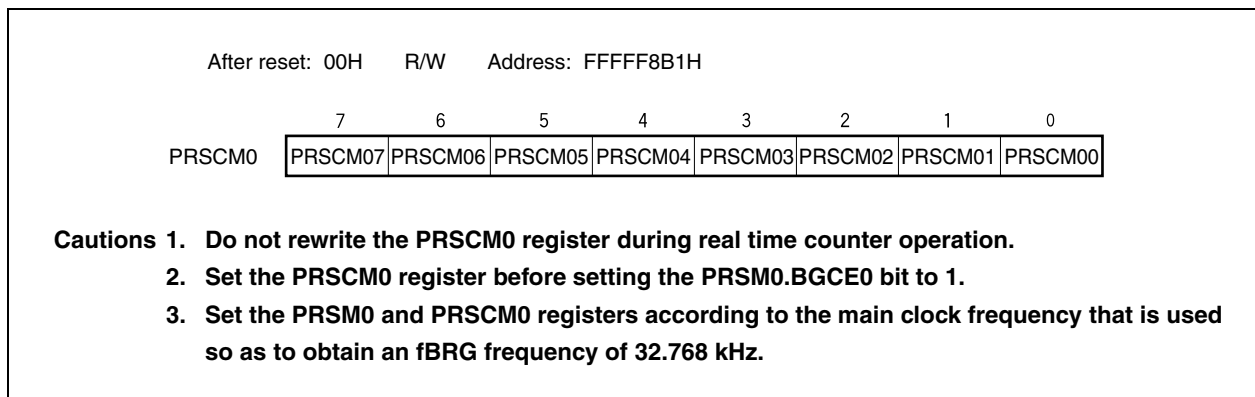 After reset: 00H R/W Address: FFFFF8B1H
7 6 5 4 3 2 1 0
PRSCM0 PRSCM07 PRSCM06 PRSCM05 PRSCM04 PRSCM03 PRSCM02 PRSCM01 PRSCM00
Cautions 1. Do not rewrite the PRSCM0 register during real time counter operation.
2. Set the PRSCM0 register before setting the PRSM0.BGCE0 bit to 1.
3. Set the PRSM0 and PRSCM0 registers according to the main clock frequency that is used
so as to obtain an fBRG frequency of 32.768 kHz.